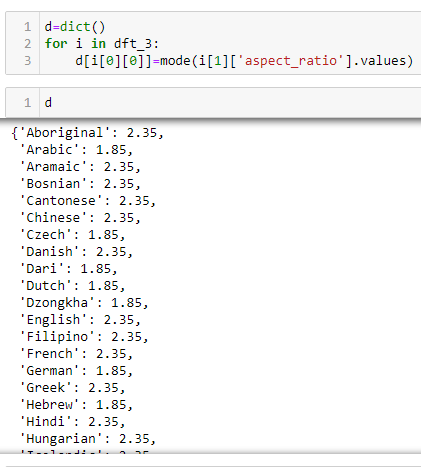 1 d=dict()
2 for i in dft_3:
3 d[i[0][0]]=mode(i[1]['aspect_ratio'].values)
1 d
{'Aboriginal': 2.35,
'Arabic': 1.85,
'Aramaic': 2.35,
'Bosnian': 2.35,
'Cantonese': 2.35,
'Chinese': 2.35,
'Czech': 1.85,
'Danish': 2.35,
'Dari': 1.85,
'Dutch': 1.85,
'Dzongkha': 1.85,
'English': 2.35,
'Filipino': 2.35,
'French': 2.35,
'German': 1.85,
'Greek': 2.35,
'Hebrew': 1.85,
'Hindi': 2.35,
'Hungarian': 2.35,